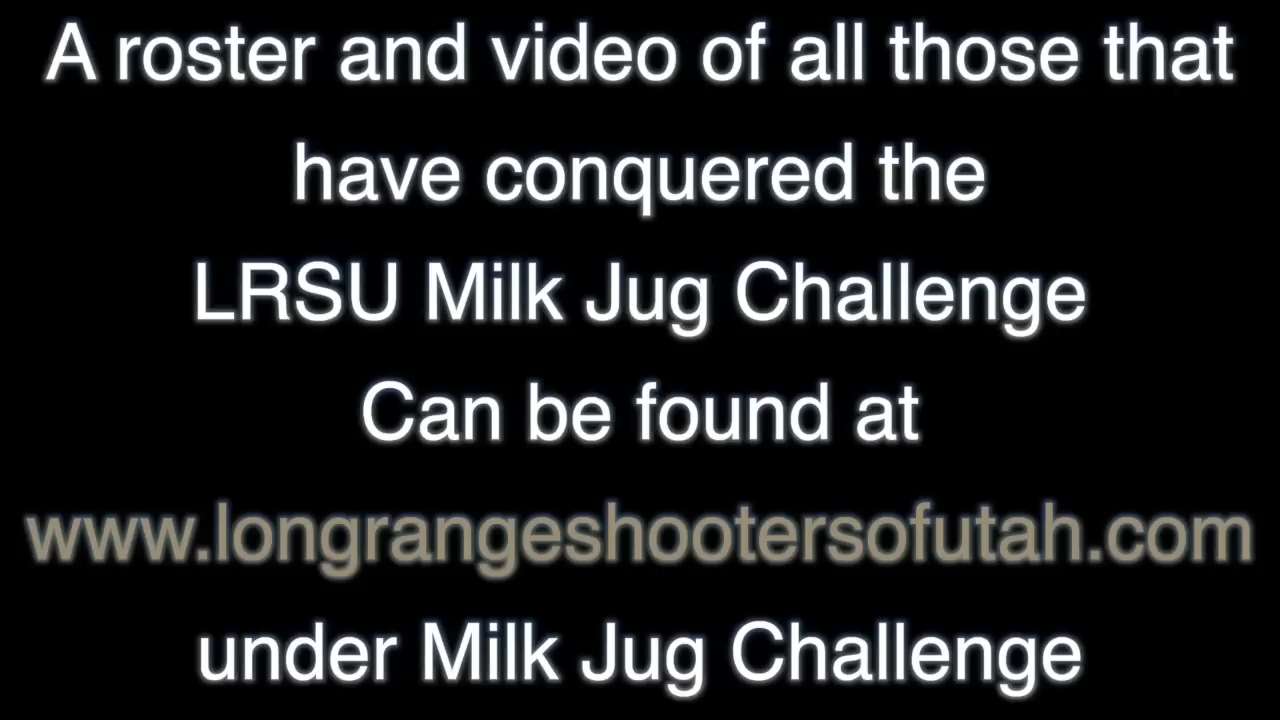 A roster and video of all those that
have conquered the
LRSU Milk Jug Challenge
Can be found at
www.longrangeshootersofutah.com
under Milk Jug Challenge